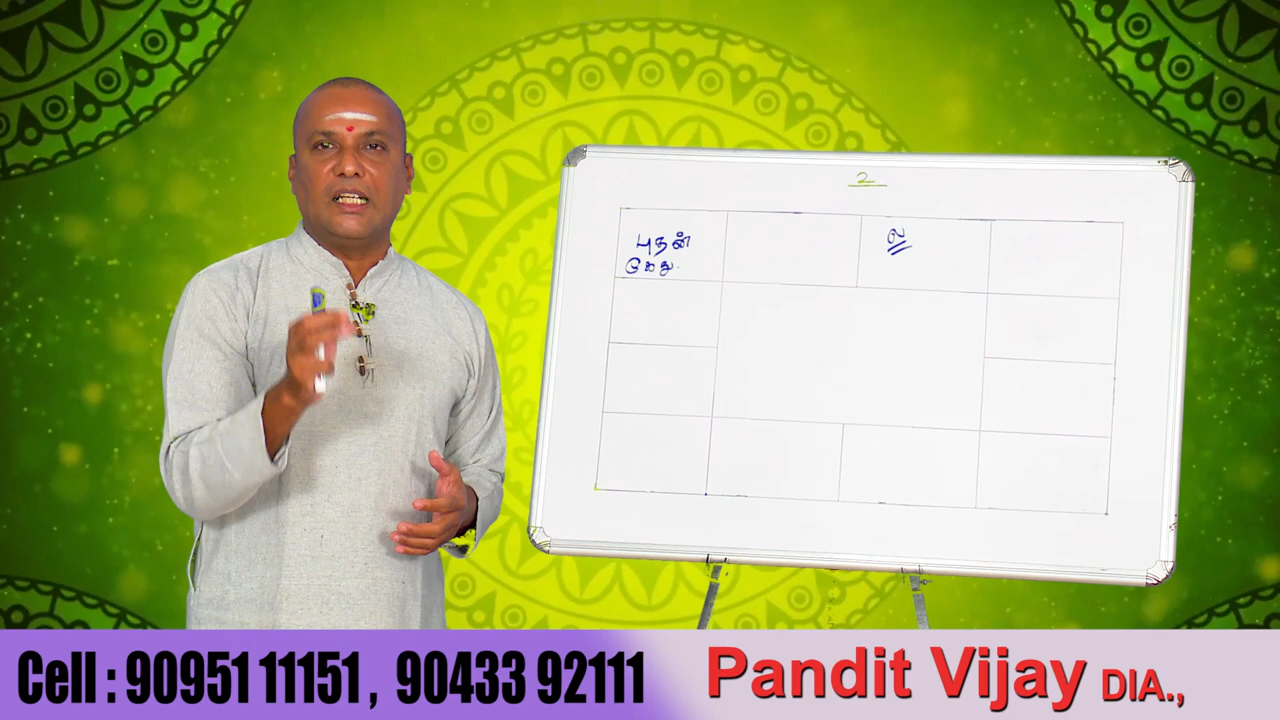 2
புதன்
கேது.
ல
Cell : 90951 11151 , 90433 92111
Pandit Vijay DIA.,